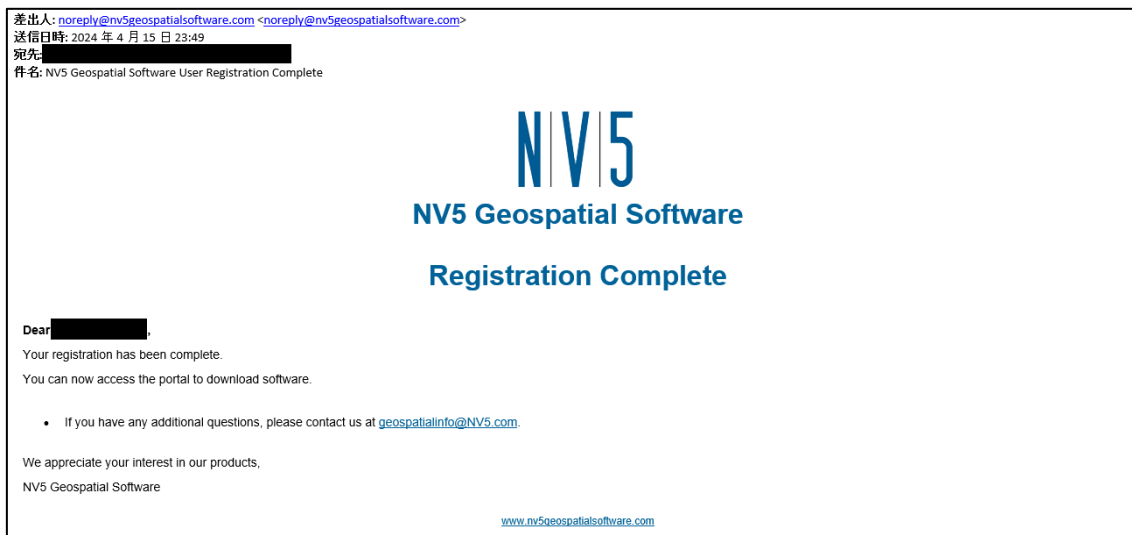 差出人: noreply@nv5geospatialsoftware.com <noreply@nv5geospatialsoftware.com>
送信日時: 2024 年 4 月 15 日 23:49
宛先:
件名: NV5 Geospatial Software User Registration Complete
N|V|5
NV5 Geospatial Software
Registration Complete
Dear ,
Your registration has been complete.
You can now access the portal to download software.
• If you have any additional questions, please contact us at geospatialinfo@NV5.com.
We appreciate your interest in our products,
NV5 Geospatial Software
www.nv5geospatialsoftware.com